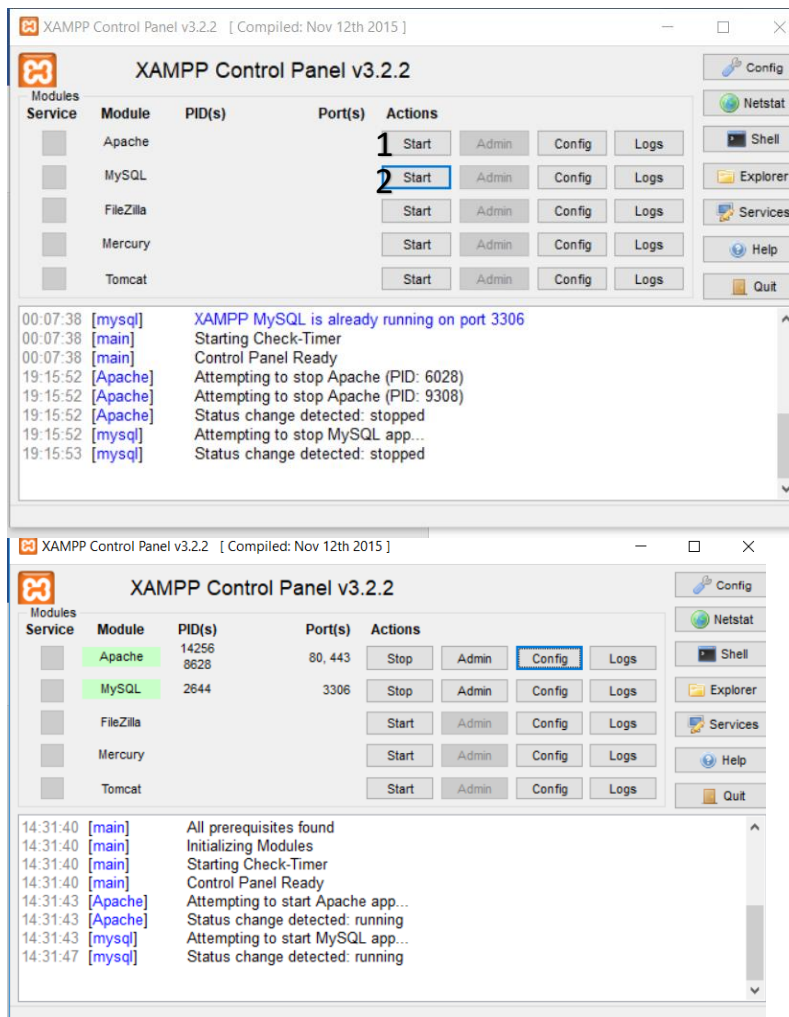 XAMPP Control Panel v3.2.2 [ Compiled: Nov 12th 2015 ]
XAMPP Control Panel v3.2.2
Config
Modules
Service Module PID(s) Port(s) Actions
Netstat
Apache 1 Start Admin Config Logs
Shell
MySQL 2 Start Admin Config Logs
Explorer
FileZilla Start Admin Config Logs
Services
Mercury Start Admin Config Logs
Help
Tomcat Start Admin Config Logs
Quit
00:07:38 [mysql] XAMPP MySQL is already running on port 3306
00:07:38 [main] Starting Check-Timer
00:07:38 [main] Control Panel Ready
19:15:52 [Apache] Attempting to stop Apache (PID: 6028)
19:15:52 [Apache] Attempting to stop Apache (PID: 9308)
19:15:52 [Apache] Status change detected: stopped
19:15:52 [mysql] Attempting to stop MySQL app...
19:15:53 [mysql] Status change detected: stopped
XAMPP Control Panel v3.2.2 [ Compiled: Nov 12th 2015 ]
XAMPP Control Panel v3.2.2
Config
Modules
Service Module PID(s) Port(s) Actions
Netstat
Apache 14256 8628 80, 443 Stop Admin Config Logs
Shell
MySQL 2644 3306 Stop Admin Config Logs
Explorer
FileZilla Start Admin Config Logs
Services
Mercury Start Admin Config Logs
Help
Tomcat Start Admin Config Logs
Quit
14:31:40 [main] All prerequisites found
14:31:40 [main] Initializing Modules
14:31:40 [main] Starting Check-Timer
14:31:40 [main] Control Panel Ready
14:31:43 [Apache] Attempting to start Apache app...
14:31:43 [Apache] Status change detected: running
14:31:43 [mysql] Attempting to start MySQL app...
14:31:47 [mysql] Status change detected: running